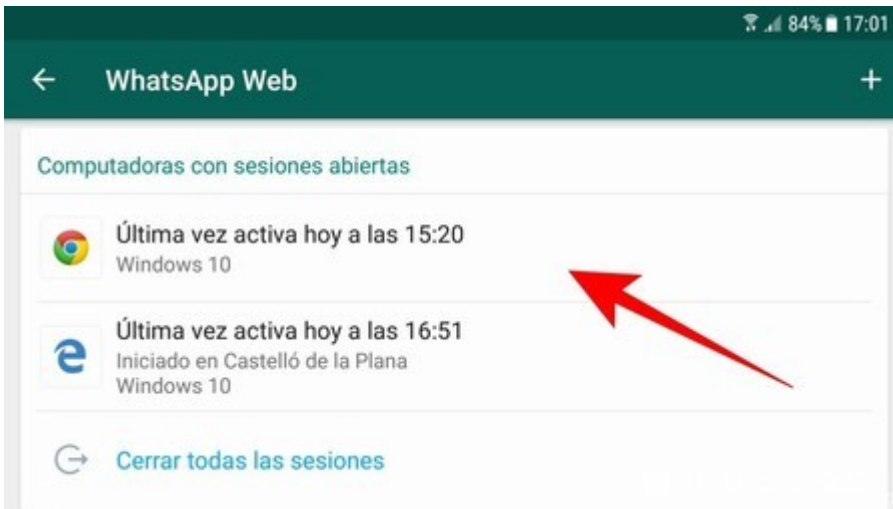 84% 17:01
WhatsApp Web
Computadoras con sesiones abiertas
Última vez activa hoy a las 15:20
Windows 10
Última vez activa hoy a las 16:51
Iniciado en Castelló de la Plana
Windows 10
Cerrar todas las sesiones